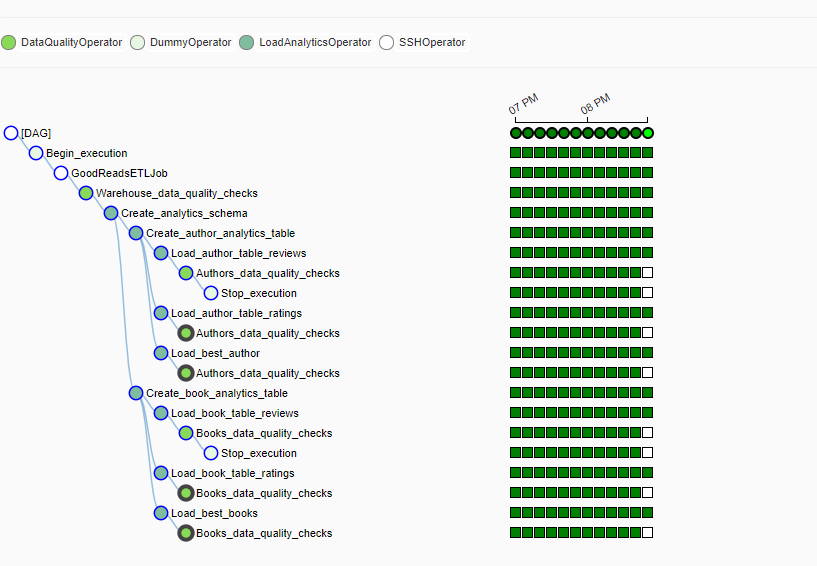 DataQualityOperator DummyOperator LoadAnalyticsOperator SSHOperator
07 PM 08 PM
[DAG]
Begin_execution
GoodReadsETLJob
Warehouse_data_quality_checks
Create_analytics_schema
Create_author_analytics_table
Load_author_table_reviews
Authors_data_quality_checks
Stop_execution
Load_author_table_ratings
Authors_data_quality_checks
Load_best_author
Authors_data_quality_checks
Create_book_analytics_table
Load_book_table_reviews
Books_data_quality_checks
Stop_execution
Load_book_table_ratings
Books_data_quality_checks
Load_best_books
Books_data_quality_checks